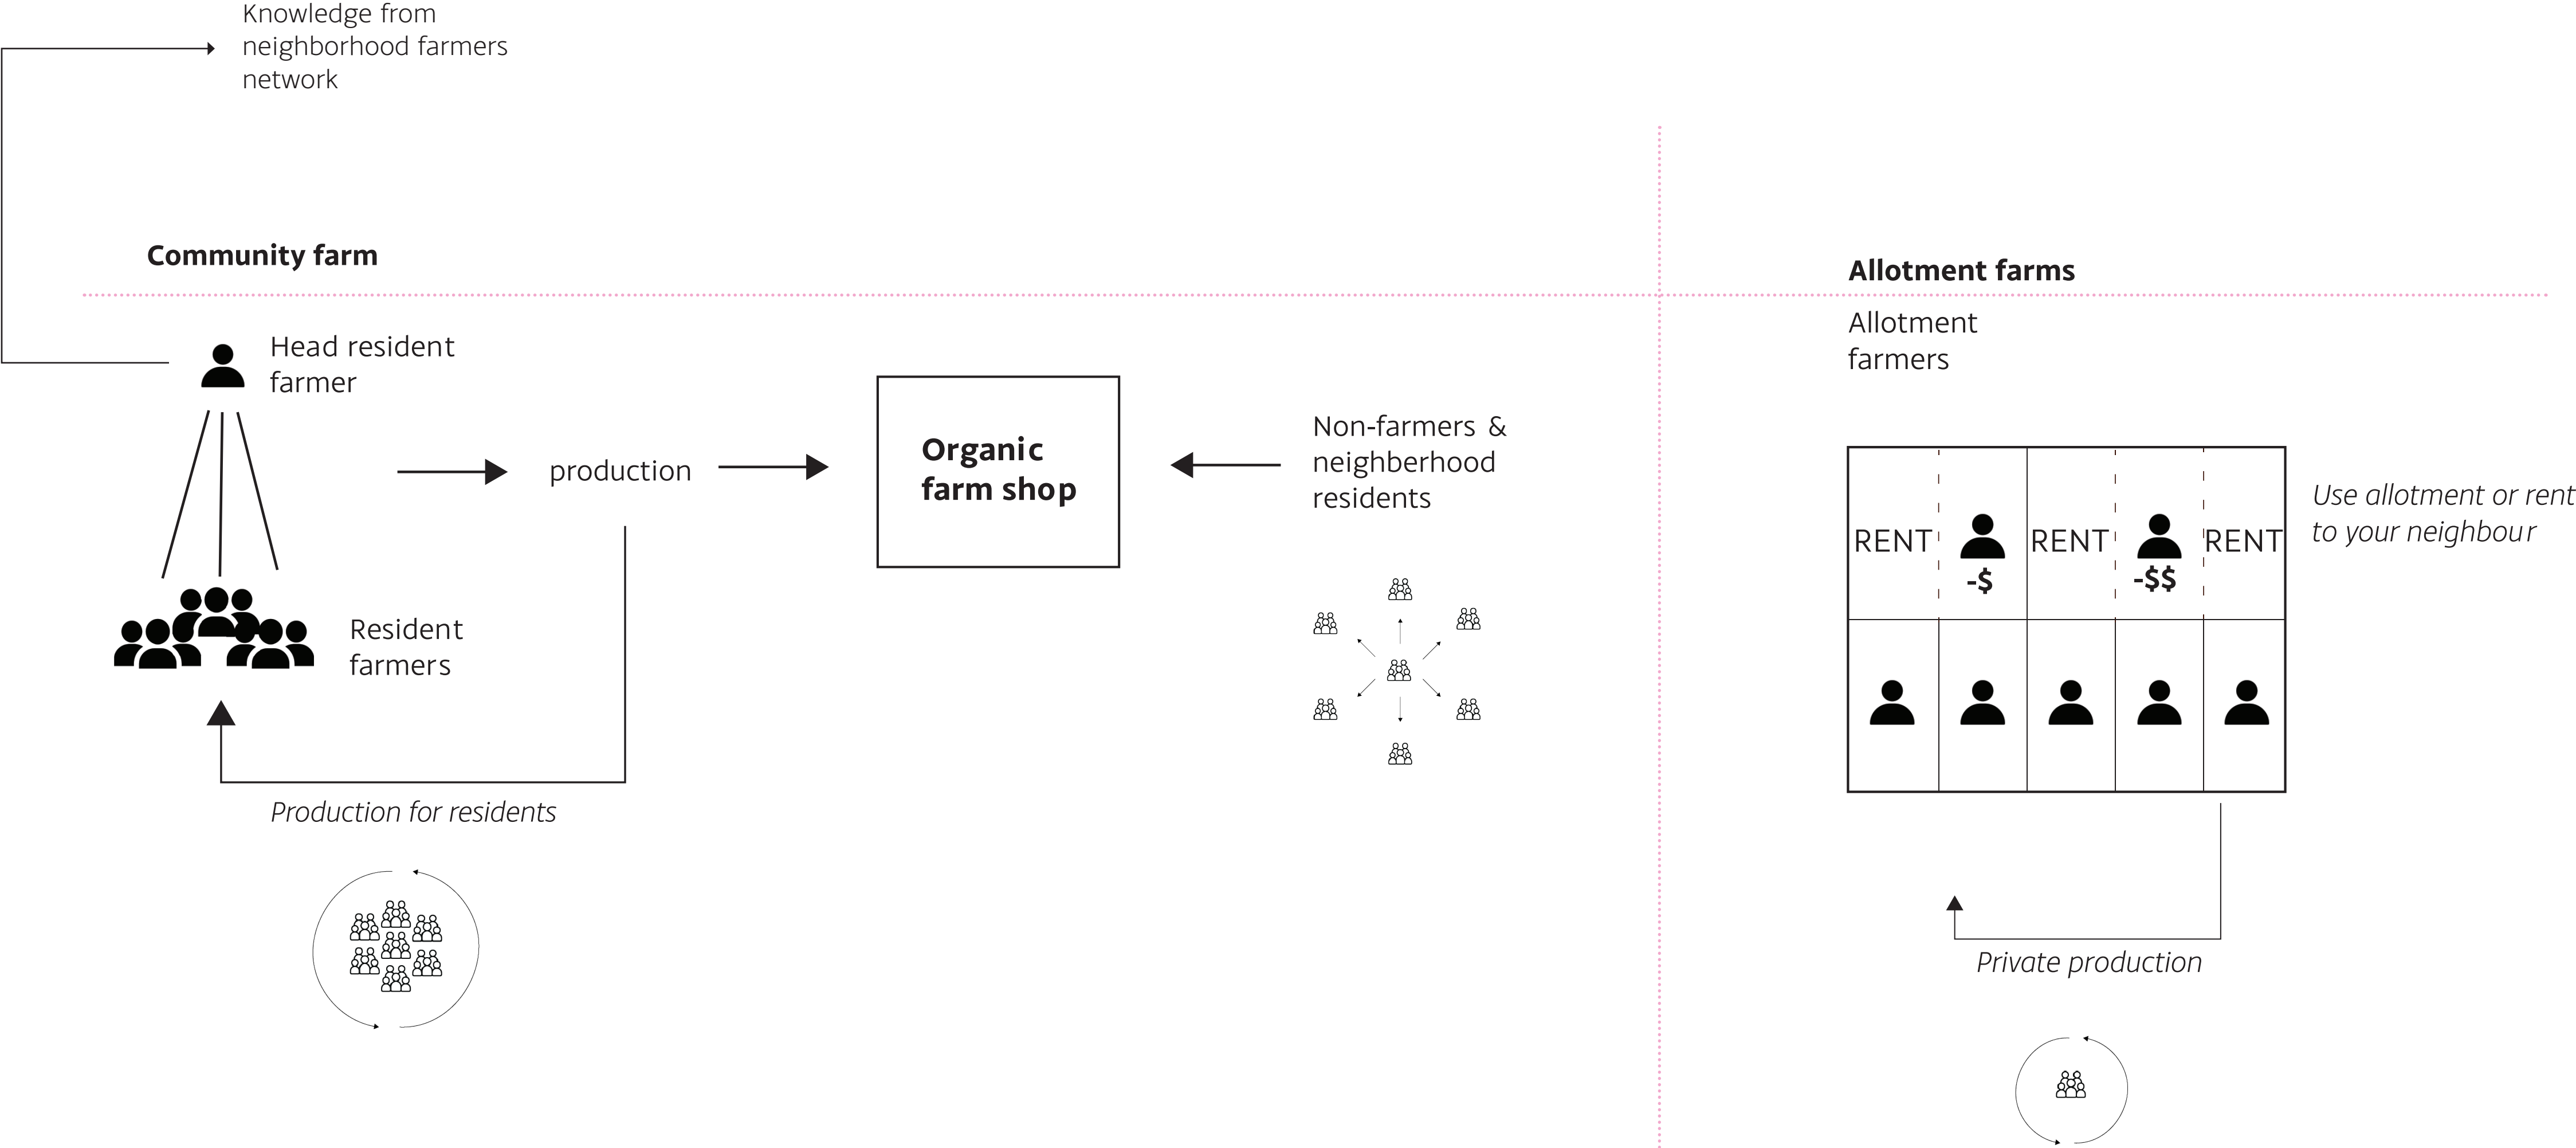 Knowledge from
neighborhood farmers
network
Community farm
Head resident
farmer
production
Organic
farm shop
Non-farmers &
neighberhood
residents
Resident
farmers
Production for residents
Allotment farms
Allotment
farmers
RENT
-$
RENT
-$$
RENT
Use allotment or rent
to your neighbour
Private production